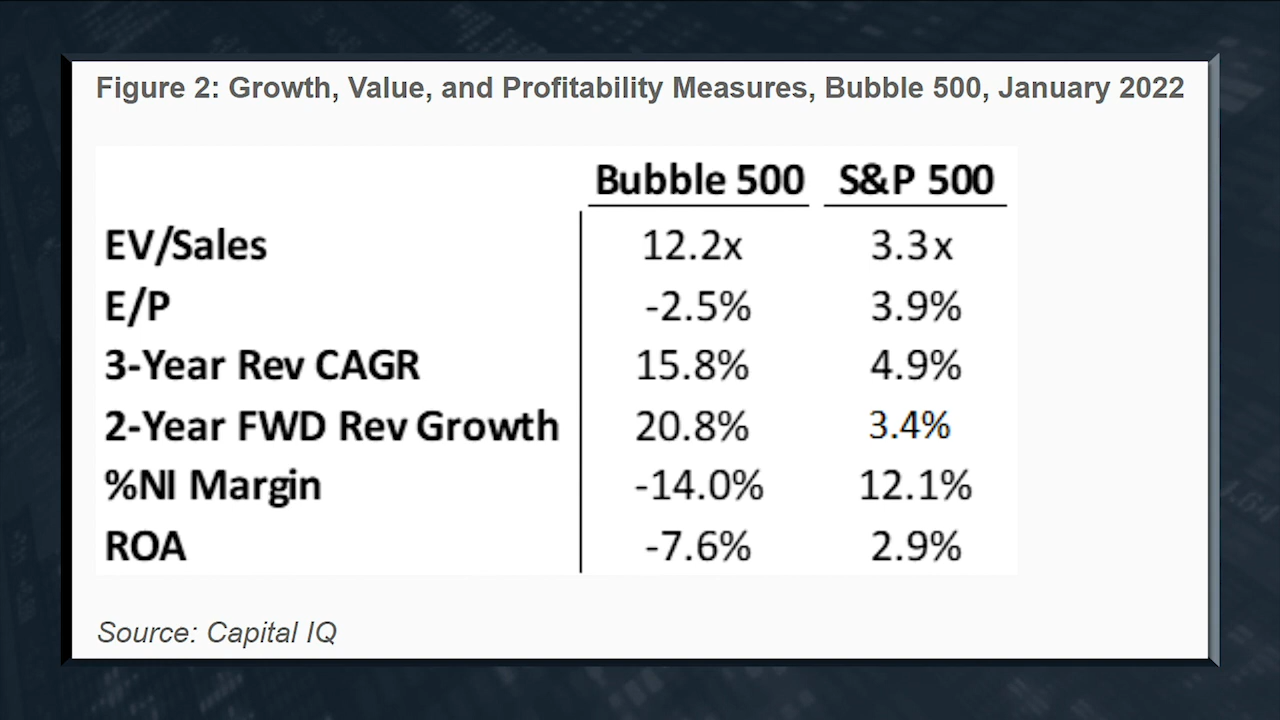 Figure 2: Growth, Value, and Profitability Measures, Bubble 500, January 2022
Bubble 500 S&P 500
EV/Sales 12.2x 3.3x
E/P -2.5% 3.9%
3-Year Rev CAGR 15.8% 4.9%
2-Year FWD Rev Growth 20.8% 3.4%
%NI Margin -14.0% 12.1%
ROA -7.6% 2.9%
Source: Capital IQ